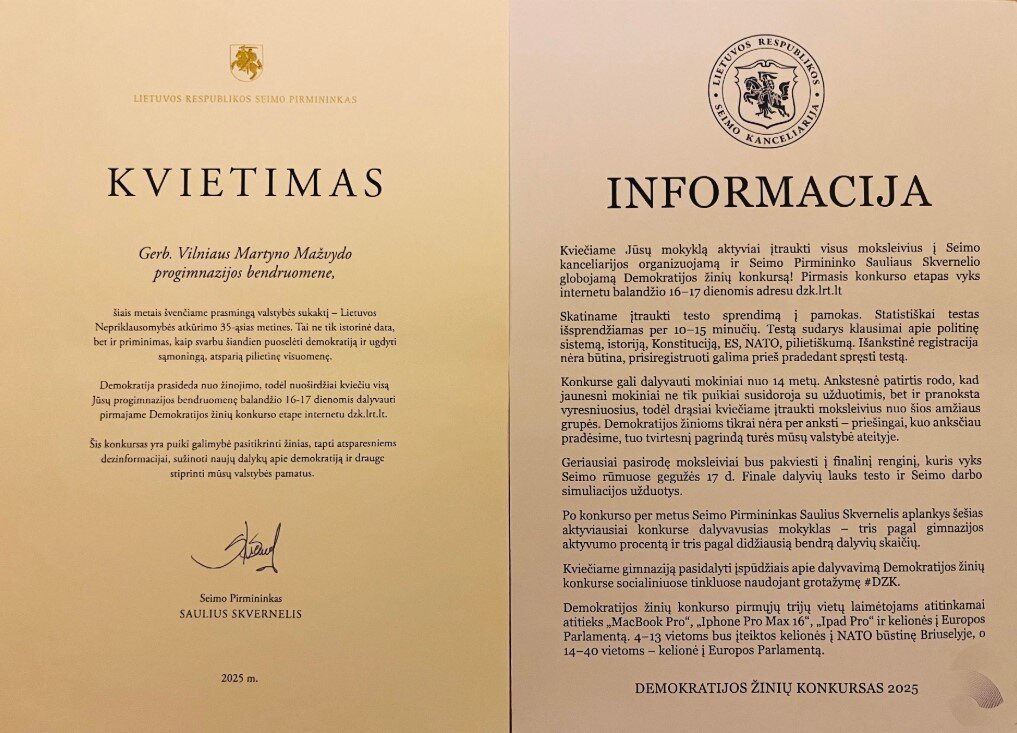 LIETUVOS RESPUBLIKOS SEIMO PIRMININKAS
KVIETIMAS
Gerb. Vilniaus Martyno Mažvydo
progimnazijos bendruomene,
šiais metais švenčiame prasmingą valstybės sukaktį – Lietuvos
Nepriklausomybės atkūrimo 35-ąsias metines. Tai ne tik istorinė data,
bet ir priminimas, kaip svarbu šiandien puoselėti demokratiją ir ugdyti
sąmoningą, atsparią pilietinę visuomenę.
Demokratija prasideda nuo žinojimo, todėl nuoširdžiai kviečiu visą
Jūsų progimnazijos bendruomenę balandžio 16-17 dienomis dalyvauti
pirmajame Demokratijos žinių konkurso etape internetu dzk.lrt.lt.
Šis konkursas yra puiki galimybė pasitikrinti žinias, tapti atsparesniems
dezinformacijai, sužinoti naujų dalykų apie demokratiją ir drauge
stiprinti mūsų valstybės pamatus.
Seimo Pirmininkas
SAULIUS SKVERNELIS
2025 m.
LIETUVOS RESPUBLIKOS
SEIMO KANCELIARIJA
INFORMACIJA
Kviečiame Jūsų mokyklą aktyviai įtraukti visus moksleivius į Seimo
kanceliarijos organizuojamą ir Seimo Pirmininko Sauliaus Skvernelio
globojamą Demokratijos žinių konkursą! Pirmasis konkurso etapas vyks
internetu balandžio 16–17 dienomis adresu dzk.lrt.lt
Skatiname įtraukti testo sprendimą į pamokas. Statistiškai testas
išsprendžiamas per 10–15 minučių. Testą sudarys klausimai apie politinę
sistemą, istoriją, Konstituciją, ES, NATO, pilietiškumą. Išankstinė registracija
nėra būtina, prisiregistruoti galima prieš pradedant spręsti testą.
Konkurse gali dalyvauti mokiniai nuo 14 metų. Ankstesnė patirtis rodo, kad
jaunesni mokiniai ne tik puikiai susidoroja su užduotimis, bet ir pranoksta
vyresniuosius, todėl drąsiai kviečiame įtraukti moksleivius nuo šios amžiaus
grupės. Demokratijos žinioms tikrai nėra per anksti – priešingai, kuo anksčiau
pradėsime, tuo tvirtesnį pagrindą turės mūsų valstybė ateityje.
Geriausiai pasirodę moksleiviai bus pakviesti į finalinį renginį, kuris vyks
Seimo rūmuose gegužės 17 d. Finale dalyvių lauks testo ir Seimo darbo
simuliacijos užduotys.
Po konkurso per metus Seimo Pirmininkas Saulius Skvernelis aplankys šešias
aktyviausiai konkurse dalyvavusias mokyklas – tris pagal gimnazijos
aktyvumo procentą ir tris pagal didžiausią bendrą dalyvių skaičių.
Kviečiame gimnaziją pasidalyti įspūdžiais apie dalyvavimą Demokratijos žinių
konkurse socialiniuose tinkluose naudojant grotažymę #DZK.
Demokratijos žinių konkurso pirmųjų trijų vietų laimėtojams atitinkamai
atitieks „MacBook Pro“, „Iphone Pro Max 16“, „Ipad Pro“ ir kelionės į Europos
Parlamentą. 4–13 vietoms bus įteiktos kelionės į NATO būstinę Briuselyje, o
14–40 vietoms – kelionė į Europos Parlamentą.
DEMOKRATIJOS ŽINIŲ KONKURSAS 2025